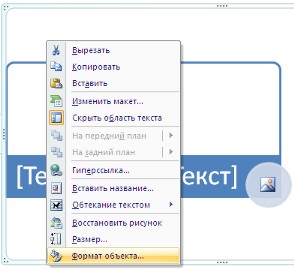 Вырезать
Копировать
Вставить
Изменить макет...
Скрыть область текста
На передний план
На задний план
Гиперссылка...
Вставить название...
Обтекание текстом
Восстановить рисунок
Размер...
Формат объекта...
[Те
Текст]